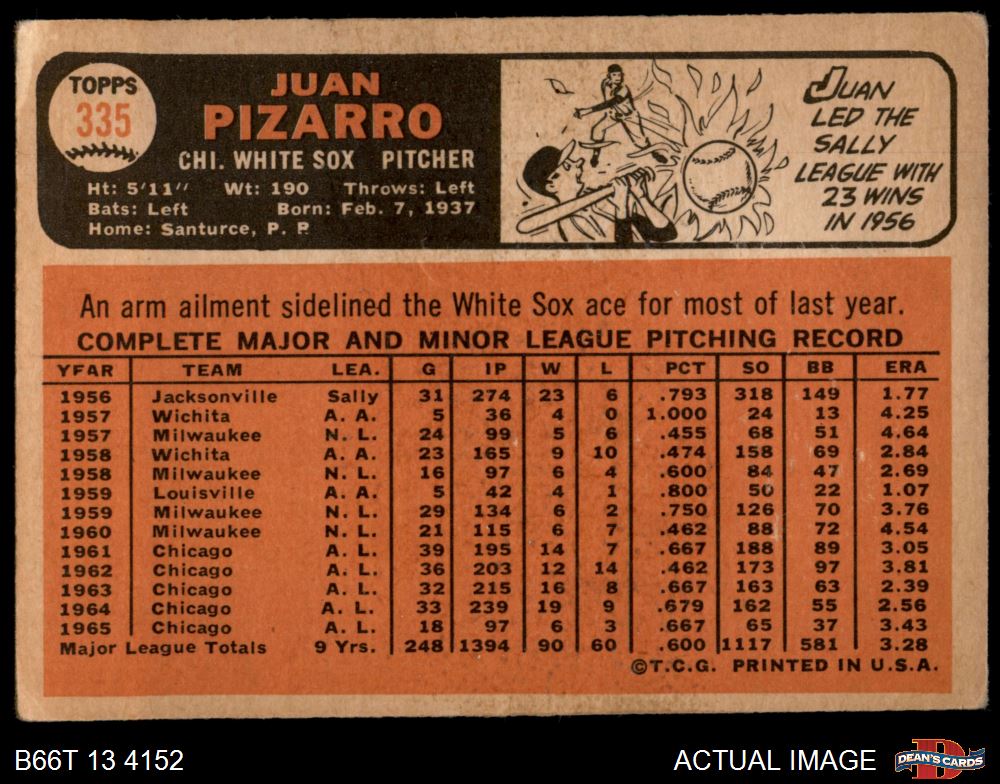 TOPPS
335
JUAN
PIZARRO
CHI. WHITE SOX PITCHER
Ht: 5'11" Wt: 190 Throws: Left
Bats: Left Born: Feb. 7, 1937
Home: Santurce, P. R.
JUAN
LED THE
SALLY
LEAGUE WITH
23 WINS
IN 1956
An arm ailment sidelined the White Sox ace for most of last year.
COMPLETE MAJOR AND MINOR LEAGUE PITCHING RECORD
YEAR TEAM LEA. G IP W L PCT SO BB ERA
1956 Jacksonville Sally 31 274 23 6 .793 318 149 1.77
1957 Wichita A. A. 5 36 4 0 1.000 24 13 4.25
1957 Milwaukee N. L. 24 99 5 6 .455 68 51 4.64
1958 Wichita A. A. 23 165 9 10 .474 158 69 2.84
1958 Milwaukee N. L. 16 97 6 4 .600 84 47 2.69
1959 Louisville A. A. 5 42 4 1 .800 50 22 1.07
1959 Milwaukee N. L. 29 134 6 2 .750 126 70 3.76
1960 Milwaukee N. L. 21 115 6 7 .462 88 72 4.54
1961 Chicago A. L. 39 195 14 7 .667 188 89 3.05
1962 Chicago A. L. 36 203 12 14 .462 173 97 3.81
1963 Chicago A. L. 32 215 16 8 .667 163 63 2.39
1964 Chicago A. L. 33 239 19 9 .679 162 55 2.56
1965 Chicago A. L. 18 97 6 3 .667 65 37 3.43
Major League Totals 9 Yrs. 248 1394 90 60 .600 1117 581 3.28
©T.C.G. PRINTED IN U.S.A.
B66T 13 4152
ACTUAL IMAGE
DEAN'S CARDS